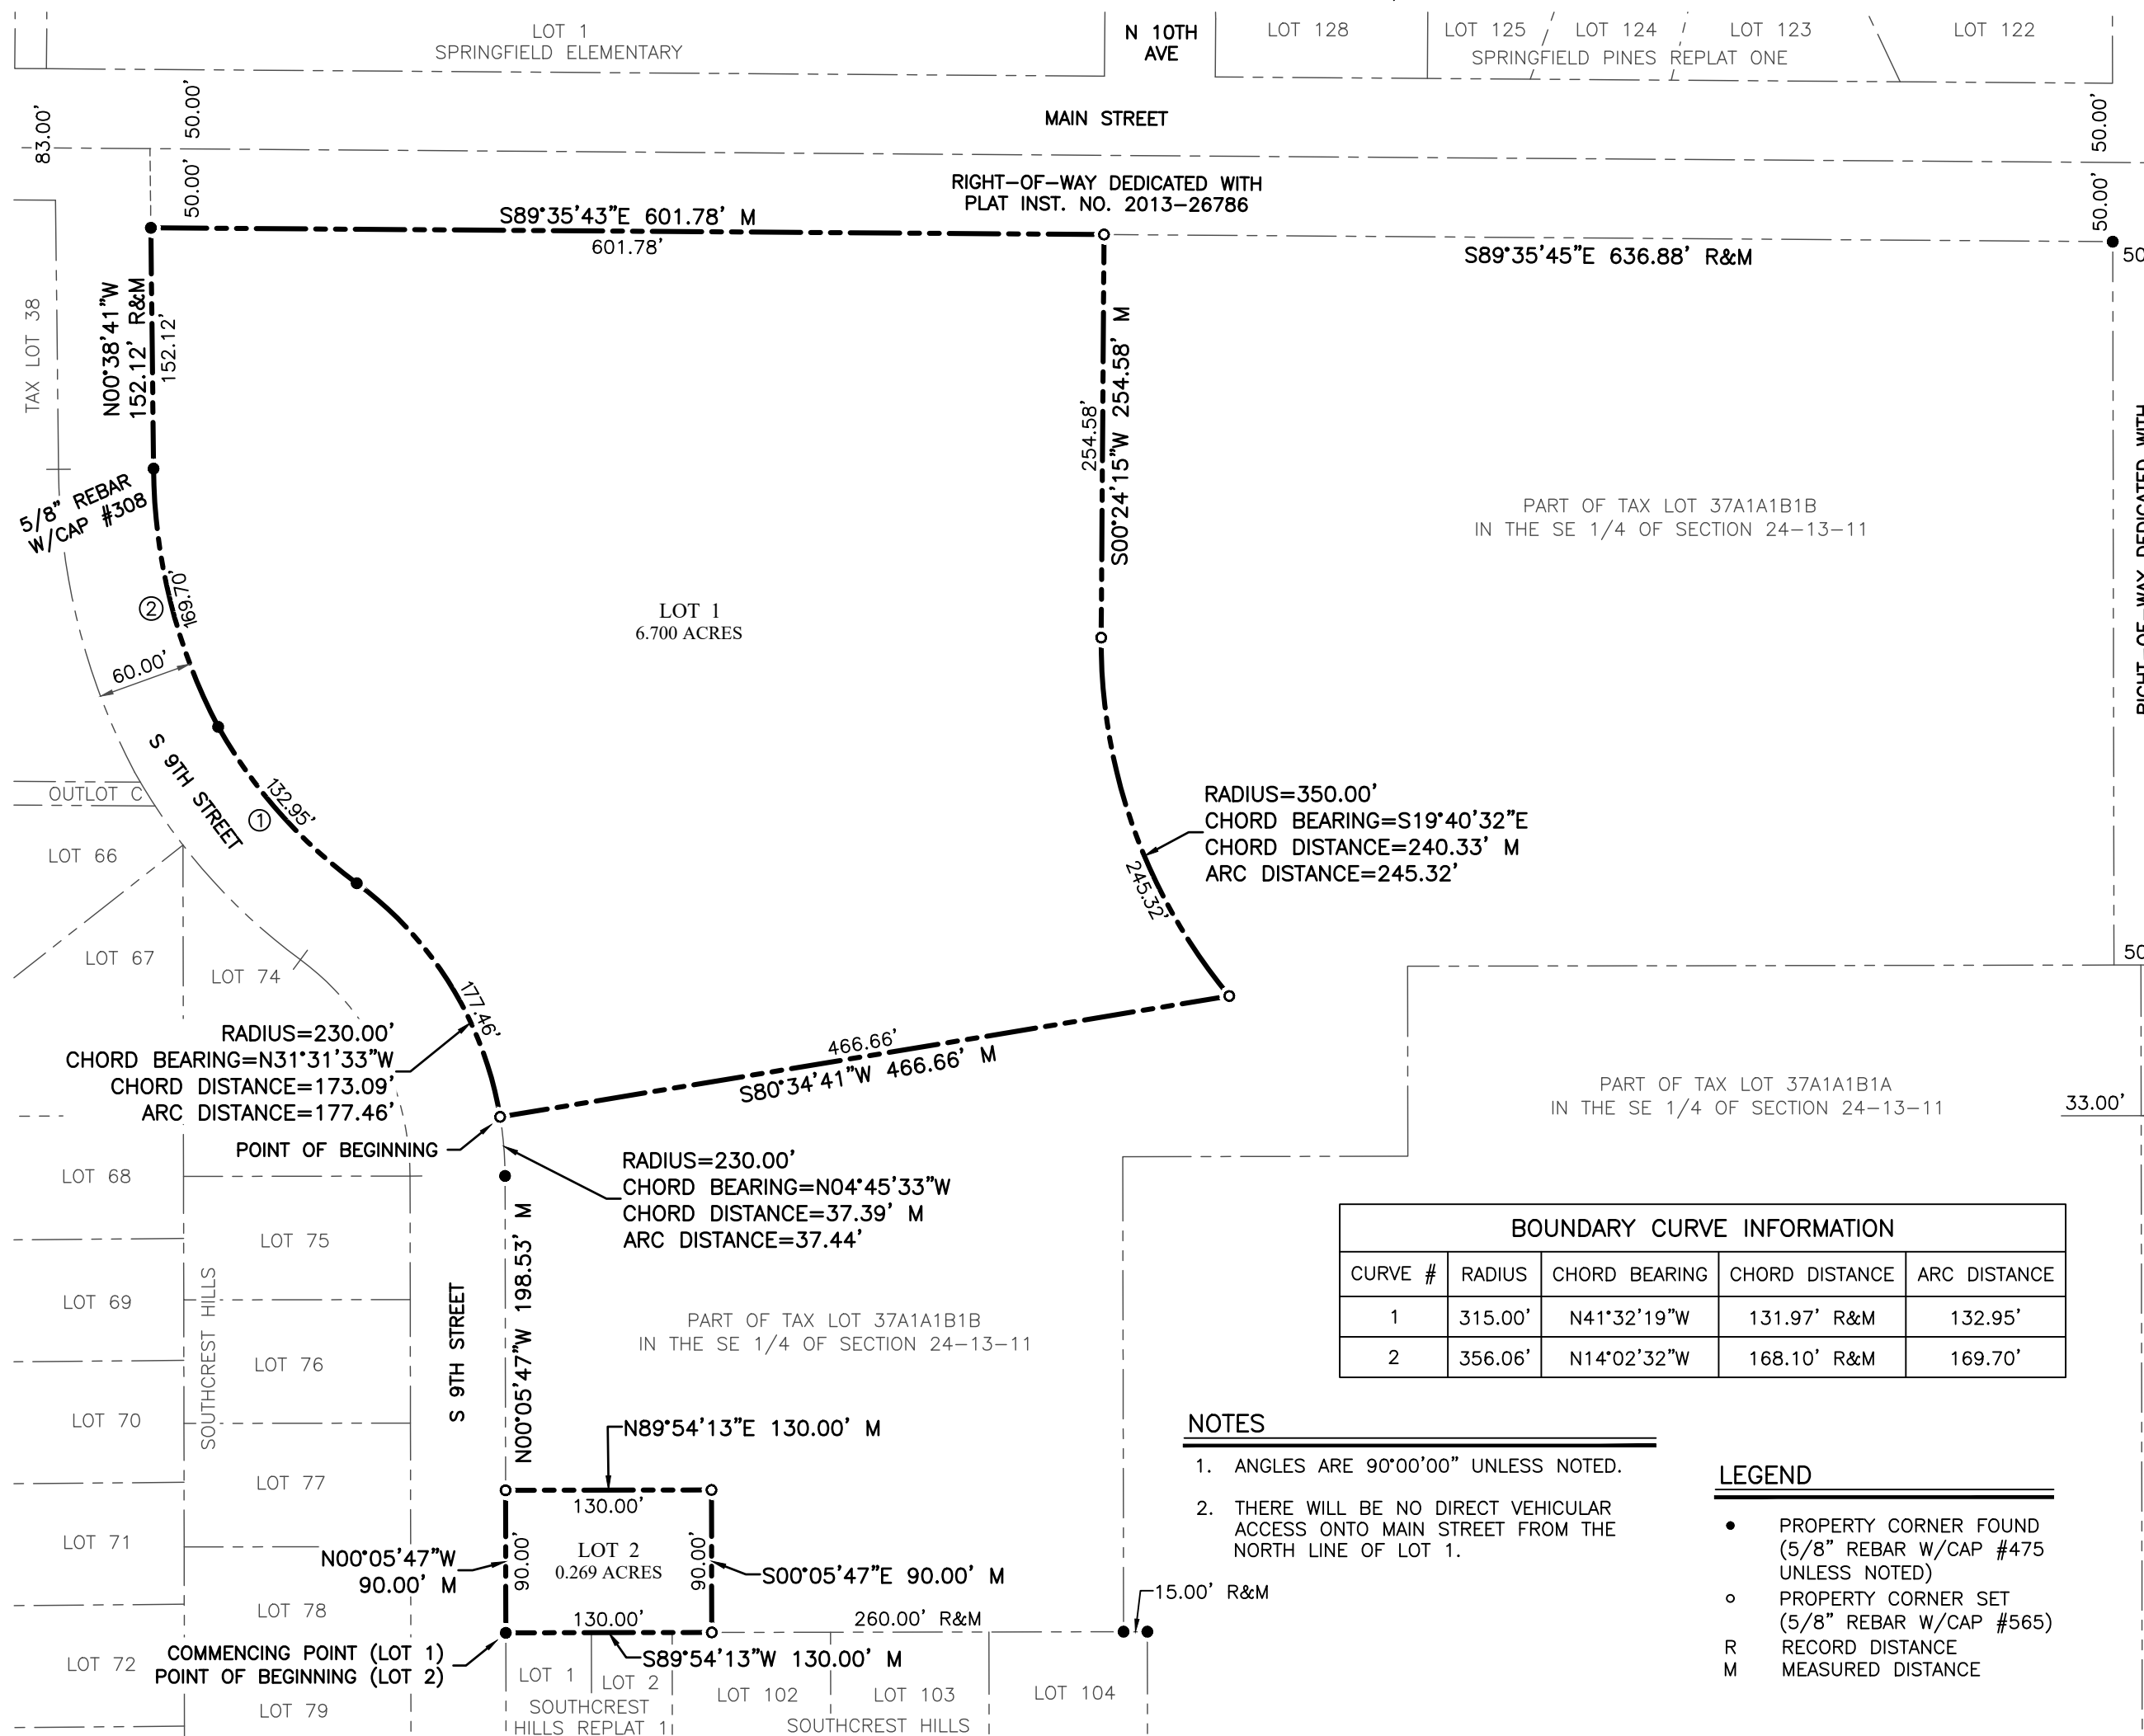 LOT 1
SPRINGFIELD ELEMENTARY
N 10TH
AVE
LOT 128
LOT 125
LOT 124
LOT 123
LOT 122
SPRINGFIELD PINES REPLAT ONE
83.00'
50.00'
50.00'
MAIN STREET
50.00'
50.00'
RIGHT-OF-WAY DEDICATED WITH
PLAT INST. NO. 2013-26786
S89°35'43"E 601.78' M
601.78'
S89°35'45"E 636.88' R&M
50
TAX LOT 38
N00°38'41"W
152.12' R&M
152.12'
254.58'
S00°24'15"W 254.58' M
RIGHT-OF-WAY DEDICATED WITH
5/8" REBAR
W/CAP #308
PART OF TAX LOT 37A1A1B1B
IN THE SE 1/4 OF SECTION 24-13-11
2
169.70'
LOT 1
6.700 ACRES
60.00'
S 9TH STREET
OUTLOT C
1
132.95'
RADIUS=350.00'
CHORD BEARING=S19°40'32"E
CHORD DISTANCE=240.33' M
ARC DISTANCE=245.32'
245.32'
LOT 66
LOT 67
LOT 74
50
177.46'
RADIUS=230.00'
CHORD BEARING=N31°31'33"W
CHORD DISTANCE=173.09'
ARC DISTANCE=177.46'
466.66'
S80°34'41"W 466.66' M
POINT OF BEGINNING
PART OF TAX LOT 37A1A1B1A
IN THE SE 1/4 OF SECTION 24-13-11
33.00'
RADIUS=230.00'
CHORD BEARING=N04°45'33"W
CHORD DISTANCE=37.39' M
ARC DISTANCE=37.44'
LOT 68
LOT 75
LOT 69
SOUTHCREST HILLS
LOT 76
LOT 70
LOT 77
LOT 71
LOT 78
LOT 72
LOT 79
S 9TH STREET
N00°05'47"W 198.53' M
PART OF TAX LOT 37A1A1B1B
IN THE SE 1/4 OF SECTION 24-13-11
BOUNDARY CURVE INFORMATION
CURVE # RADIUS CHORD BEARING CHORD DISTANCE ARC DISTANCE
1 315.00' N41°32'19"W 131.97' R&M 132.95'
2 356.06' N14°02'32"W 168.10' R&M 169.70'
N89°54'13"E 130.00' M
130.00'
LOT 2
0.269 ACRES
N00°05'47"W
90.00' M
90.00'
90.00'
S00°05'47"E 90.00' M
130.00'
S89°54'13"W 130.00' M
260.00' R&M
15.00' R&M
COMMENCING POINT (LOT 1)
POINT OF BEGINNING (LOT 2)
LOT 1
LOT 2
SOUTHCREST
HILLS REPLAT 1
LOT 102
LOT 103
LOT 104
SOUTHCREST HILLS
NOTES
1. ANGLES ARE 90°00'00" UNLESS NOTED.
2. THERE WILL BE NO DIRECT VEHICULAR
ACCESS ONTO MAIN STREET FROM THE
NORTH LINE OF LOT 1.
LEGEND
PROPERTY CORNER FOUND
(5/8" REBAR W/CAP #475
UNLESS NOTED)
PROPERTY CORNER SET
(5/8" REBAR W/CAP #565)
R RECORD DISTANCE
M MEASURED DISTANCE